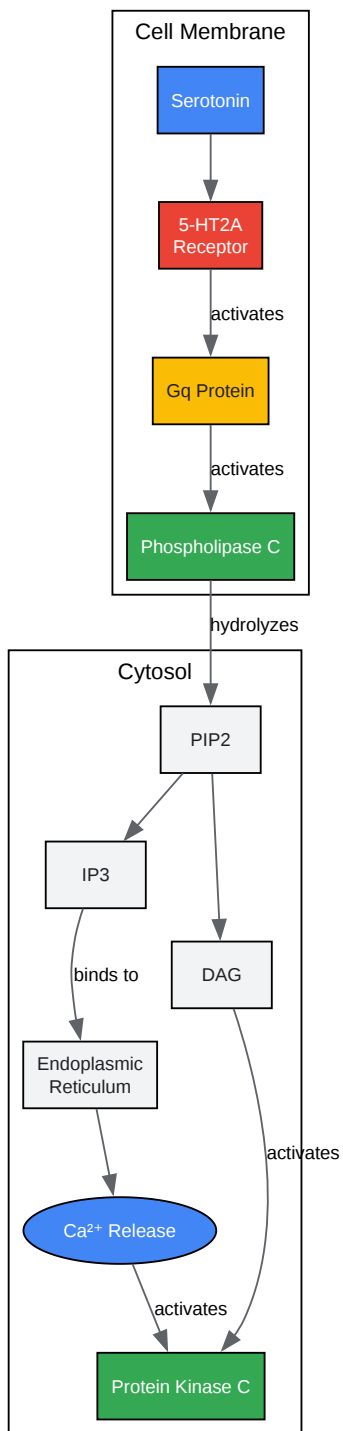 Cell Membrane
Serotonin
5-HT2A
Receptor
activates
Gq Protein
activates
Phospholipase C
hydrolyzes
Cytosol
PIP2
IP3
DAG
binds to
Endoplasmic
Reticulum
activates
Ca²⁺ Release
activates
Protein Kinase C